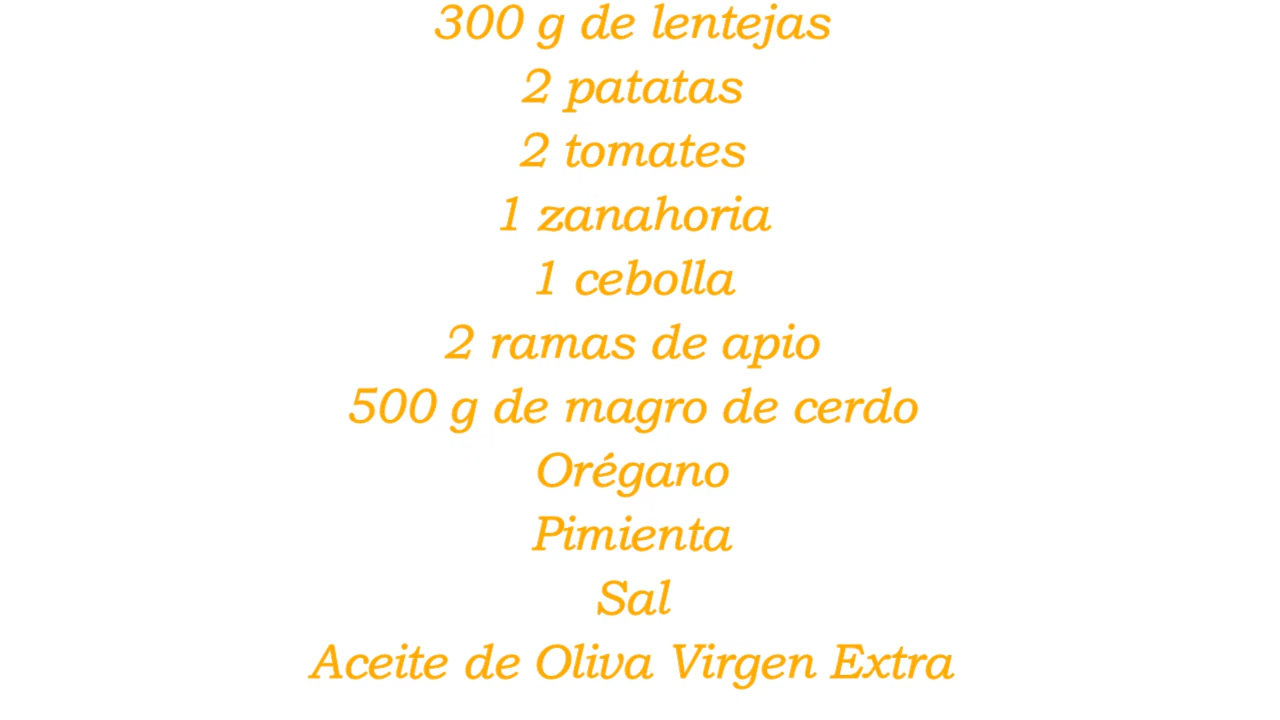 300 g de lentejas
2 patatas
2 tomates
1 zanahoria
1 cebolla
2 ramas de apio
500 g de magro de cerdo
Orégano
Pimienta
Sal
Aceite de Oliva Virgen Extra